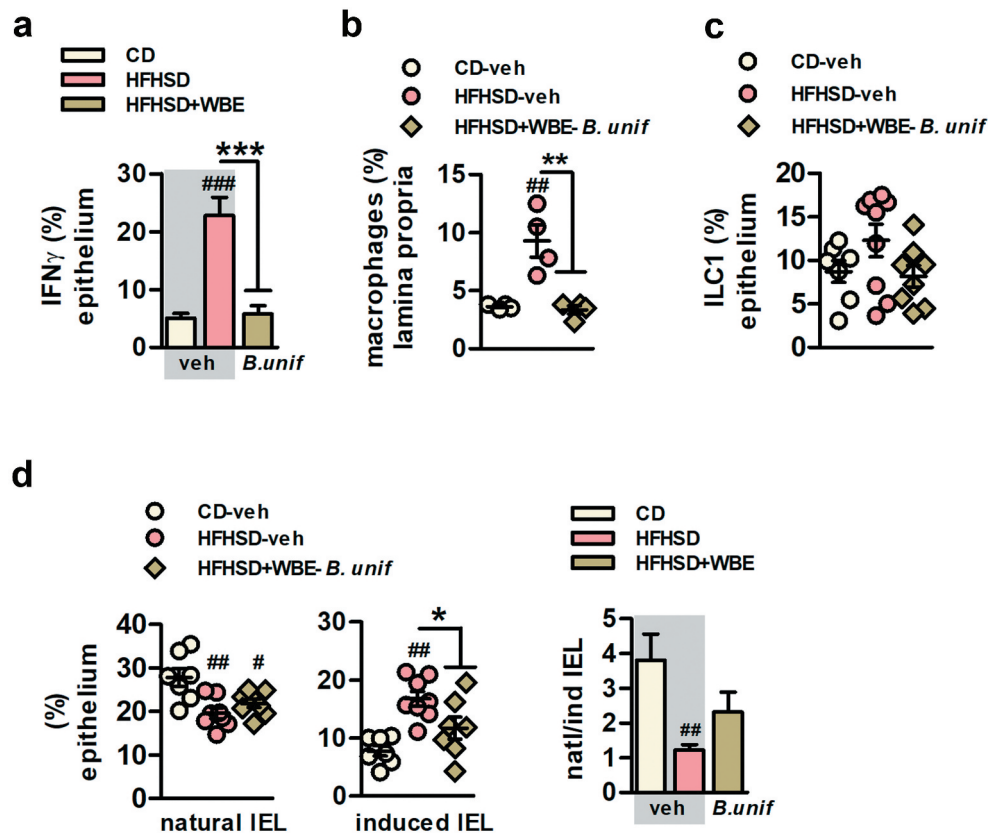 a
CD
HFHSD
HFHSD+WBE
IFNγ (%)
epithelium
30
20
10
0
###
***
veh
B.unif
b
CD-veh
HFHSD-veh
HFHSD+WBE- B. unif
macrophages (%)
lamina propria
15
10
5
0
##
**
c
CD-veh
HFHSD-veh
HFHSD+WBE- B. unif
ILC1 (%)
epithelium
20
15
10
5
0
d
CD-veh
HFHSD-veh
HFHSD+WBE- B. unif
(%)
epithelium
40
30
20
10
0
##
#
natural IEL
30
20
10
0
##
*
induced IEL
CD
HFHSD
HFHSD+WBE
natl/ind IEL
5
4
3
2
1
0
##
veh
B.unif